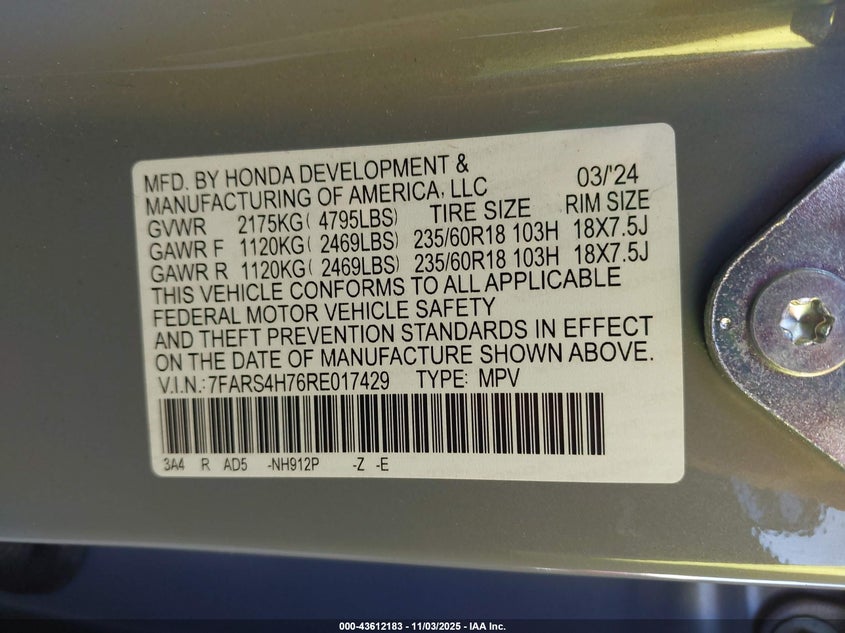 MFD. BY HONDA DEVELOPMENT & 03/'24
MANUFACTURING OF AMERICA, LLC
GVWR 2175KG( 4795LBS) TIRE SIZE RIM SIZE
GAWR F 1120KG( 2469LBS) 235/60R18 103H 18X7.5J
GAWR R 1120KG( 2469LBS) 235/60R18 103H 18X7.5J
THIS VEHICLE CONFORMS TO ALL APPLICABLE
FEDERAL MOTOR VEHICLE SAFETY
AND THEFT PREVENTION STANDARDS IN EFFECT
ON THE DATE OF MANUFACTURE SHOWN ABOVE.
V.I.N.: 7FARS4H76RE017429 TYPE: MPV
3A4 R AD5 -NH912P -Z -E
000-43612183 - 11/03/2025 - IAA Inc.